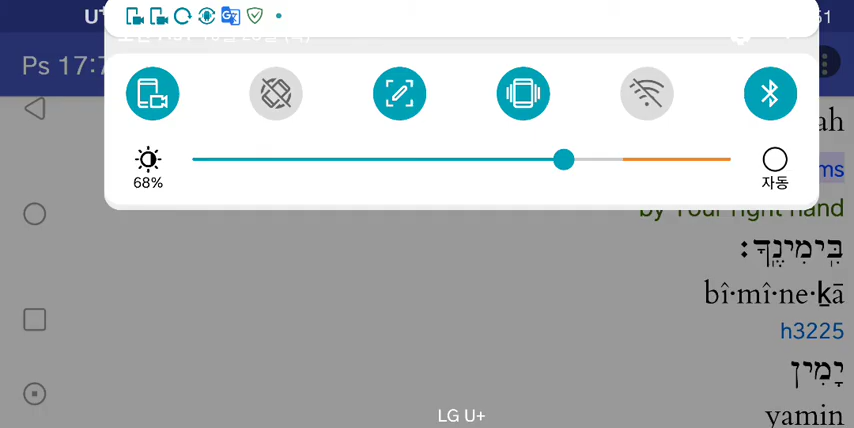 U+
51
Ps 17:7
68%
자동
ah
ms
by Your right hand
בִּֽימִינֶֽךָ׃
bî·mî·ne·ḵā
h3225
יָמִין
yamin
LG U+